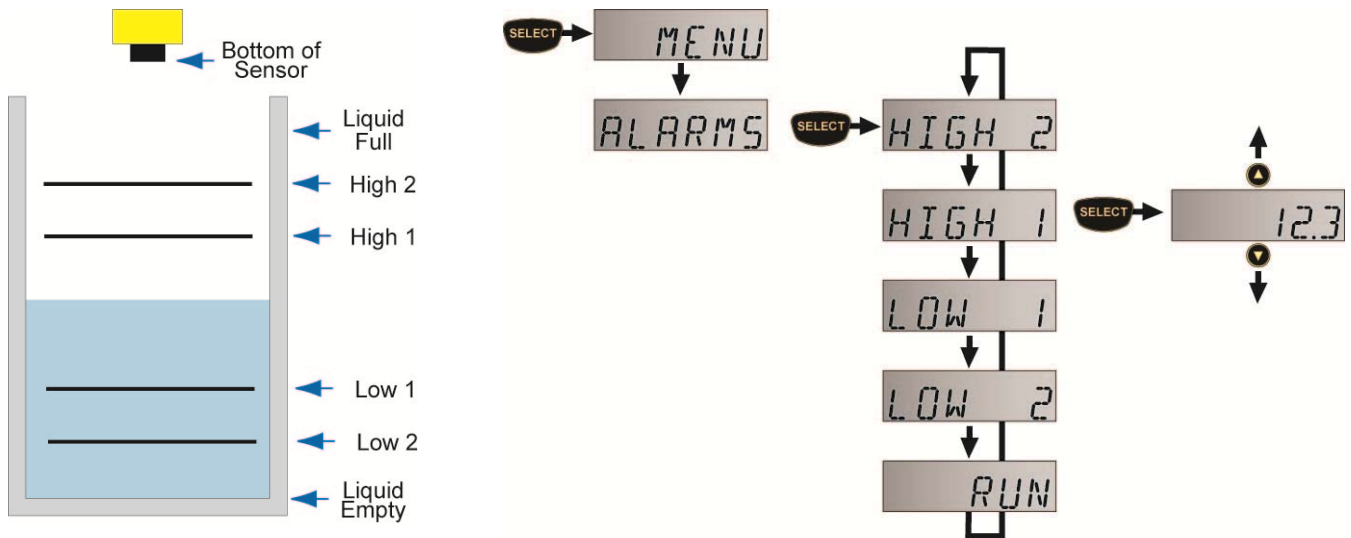 Bottom of
Sensor
Liquid
Full
High 2
High 1
Low 1
Low 2
Liquid
Empty
SELECT
MENU
ALARMS
SELECT
HIGH 2
HIGH 1
LOW 1
LOW 2
RUN
SELECT
12.3